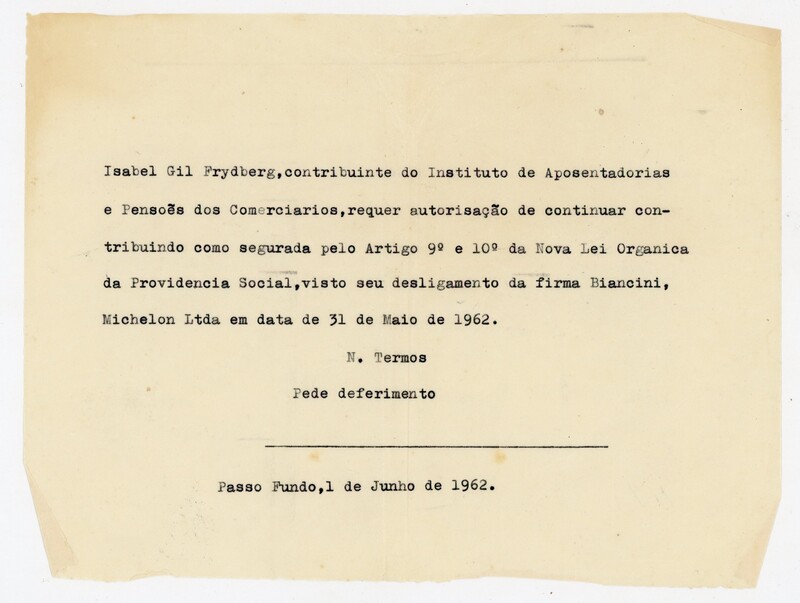 Isabel Gil Frydberg,contribuinte do Instituto de Aposentadorias
e Pensoẽs dos Comerciarios,requer autorisação de continuar con-
tribuindo como segurada pelo Artigo 9º e 10º da Nova Lei Organica
da Providencia Social,visto seu desligamento da firma Biancini,
Michelon Ltda em data de 31 de Maio de 1962.
N. Termos
Pede deferimento
Passo Fundo,1 de Junho de 1962.